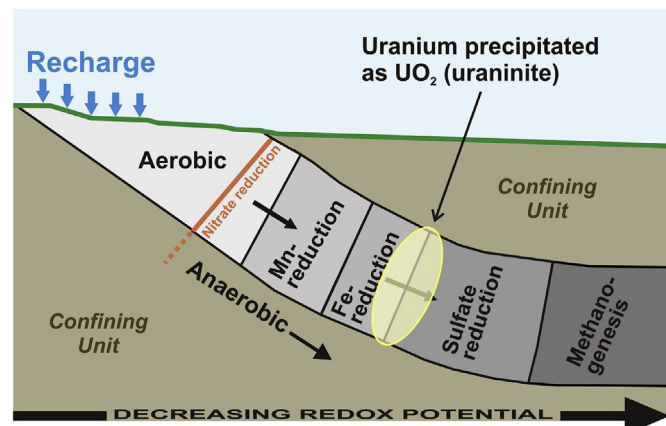 Recharge
Uranium precipitated
as UO₂ (uraninite)
Aerobic
Nitrate reduction
Confining
Unit
Mn-
reduction
Anaerobic
Fe-
reduction
Sulfate
reduction
Methano-
genesis
Confining
Unit
DECREASING REDOX POTENTIAL